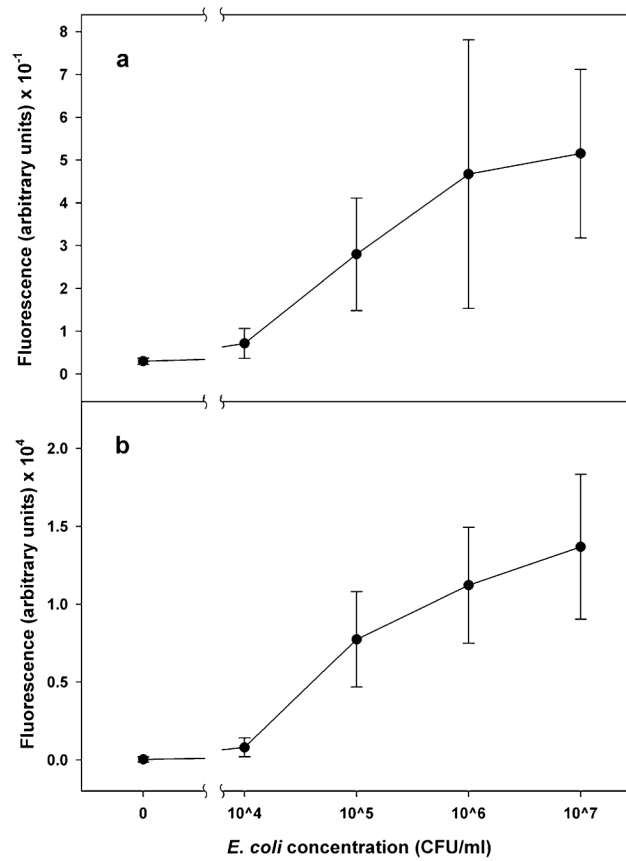 a
Fluorescence (arbitrary units) x 10-1
8
7
6
5
4
3
2
1
0
b
Fluorescence (arbitrary units) x 10⁴
2.0
1.5
1.0
0.5
0.0
0 10^4 10^5 10^6 10^7
E. coli concentration (CFU/ml)